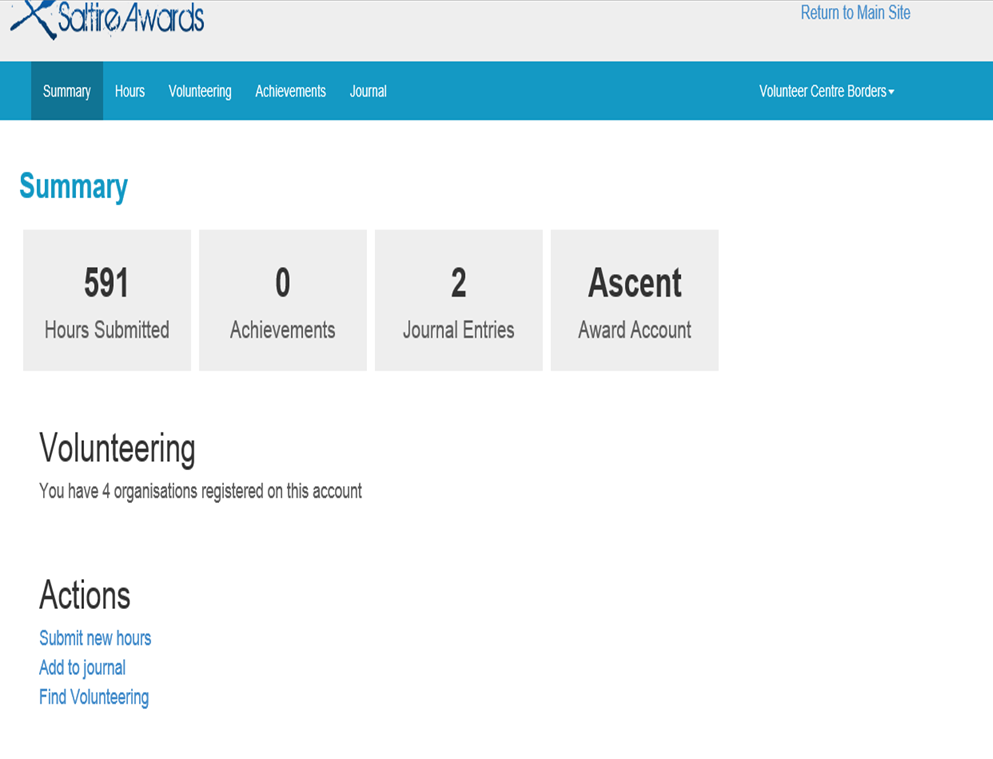 Saltire Awards
Return to Main Site
Summary Hours Volunteering Achievements Journal Volunteer Centre Borders
Summary
591 0 2 Ascent
Hours Submitted Achievements Journal Entries Award Account
Volunteering
You have 4 organisations registered on this account
Actions
Submit new hours
Add to journal
Find Volunteering